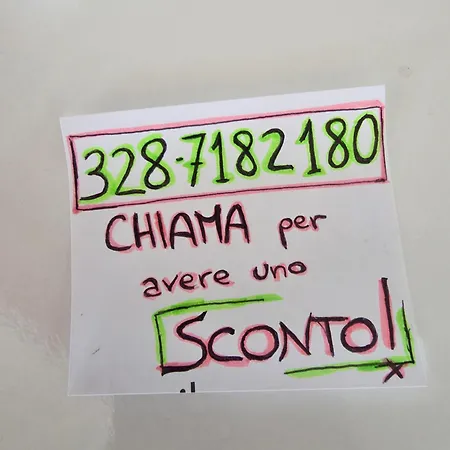 328-7182180
CHIAMA per
avere uno
SCONTO!